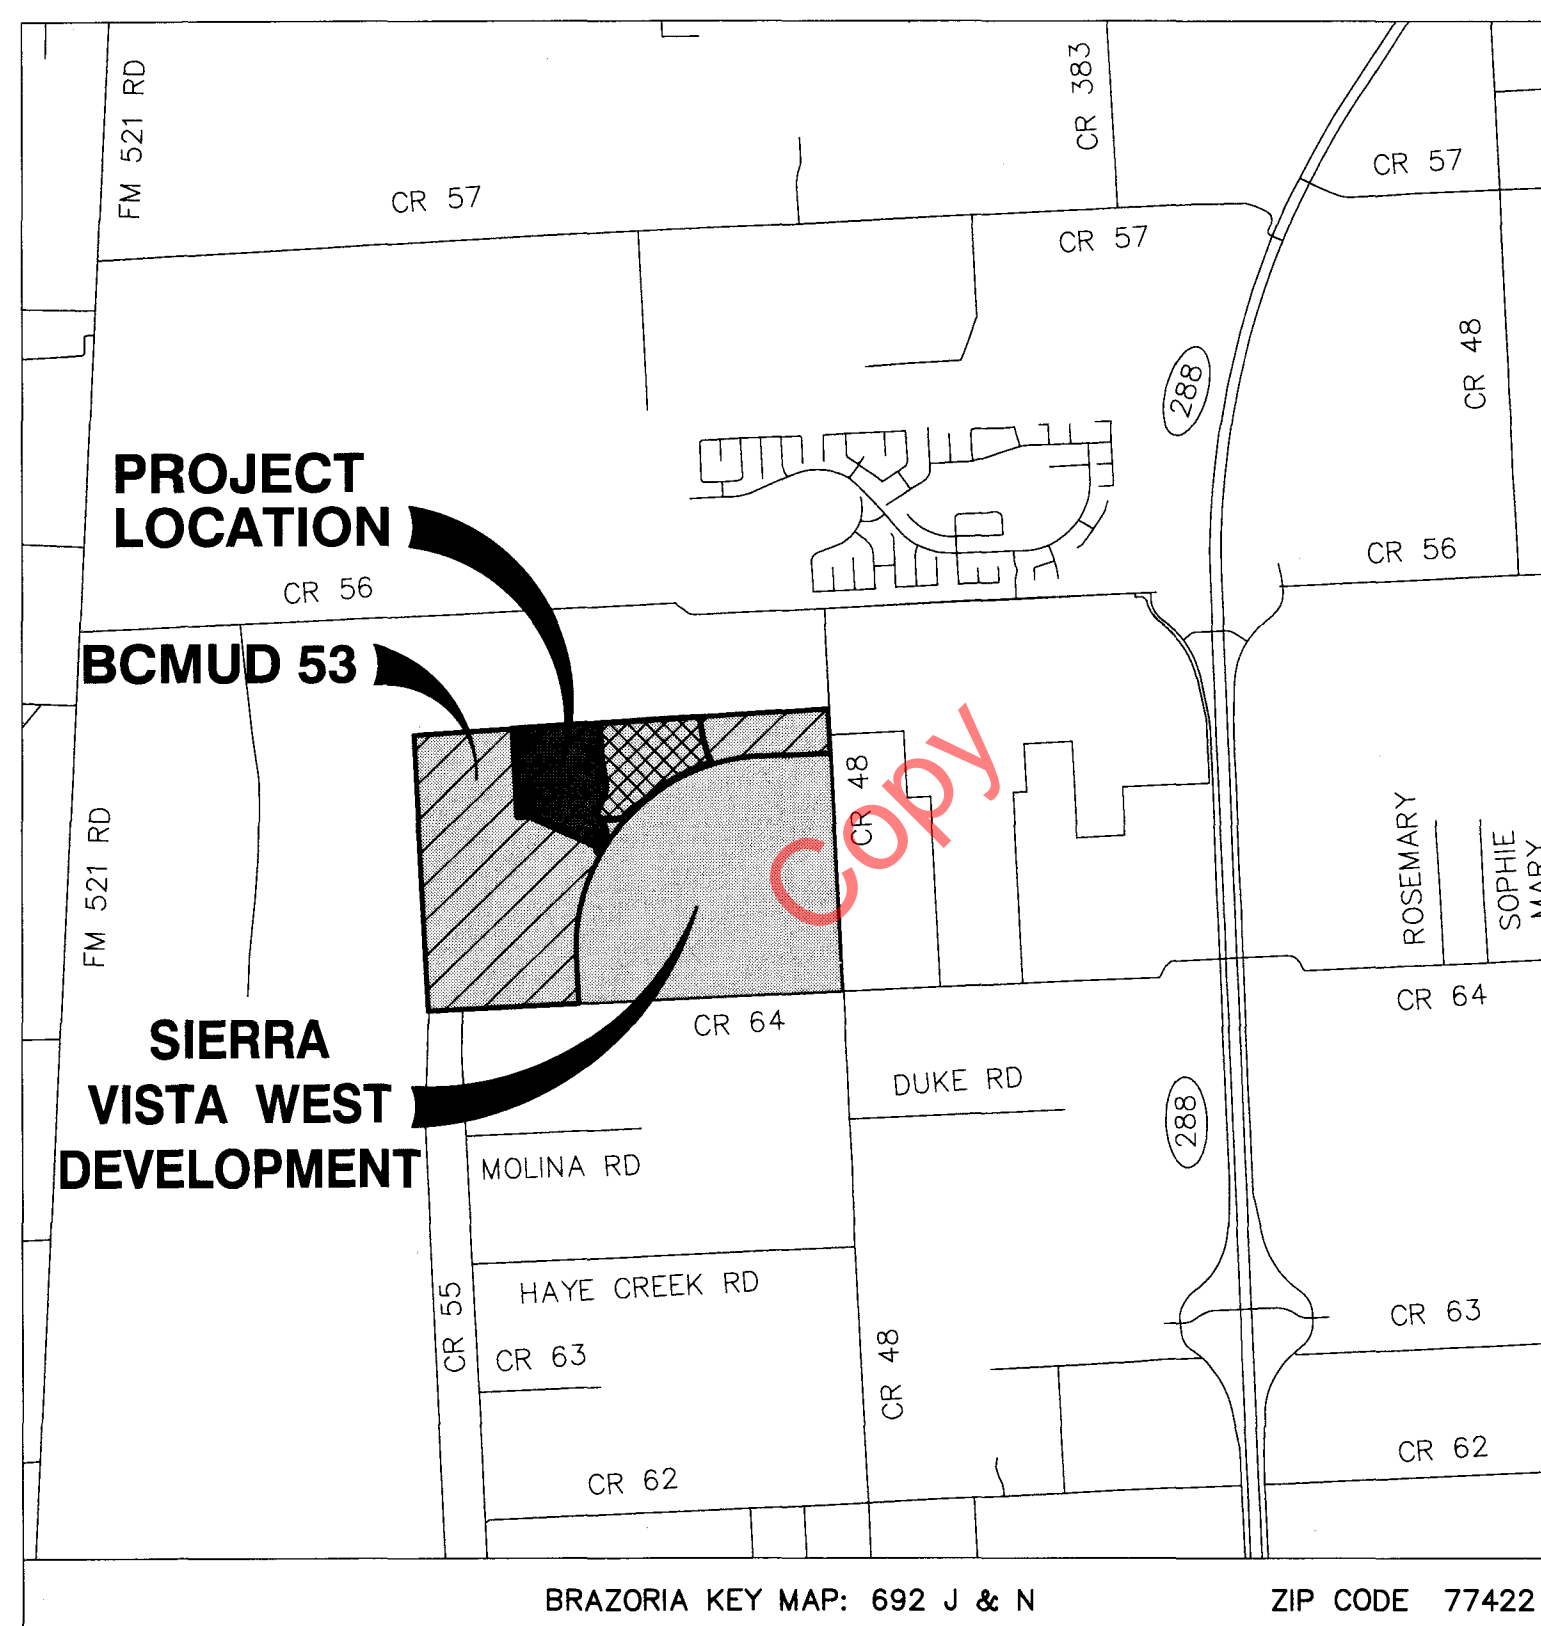 FM 521 RD
CR 383
CR 57
CR 57
CR 57
CR 48
288
PROJECT
LOCATION
CR 56
CR 56
BCMUD 53
CR 48
Copy
FM 521 RD
ROSEMARY
SOPHIE
MARY
CR 64
CR 64
SIERRA
VISTA WEST
DEVELOPMENT
DUKE RD
288
MOLINA RD
HAYE CREEK RD
CR 55
CR 63
CR 63
CR 48
CR 62
CR 62
BRAZORIA KEY MAP: 692 J & N
ZIP CODE 77422